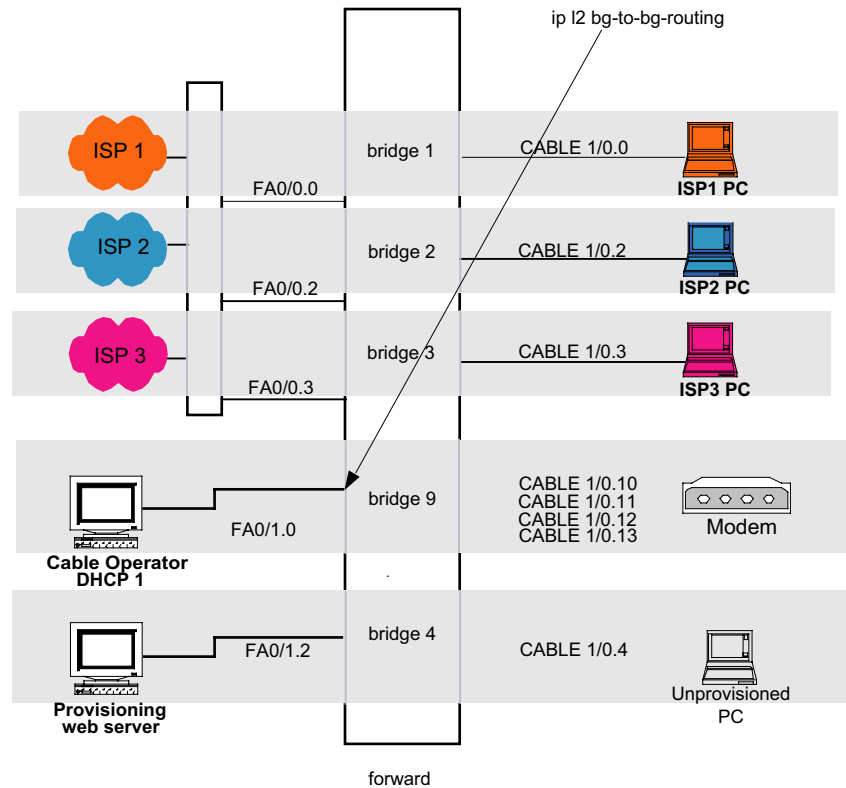 ip l2 bg-to-bg-routing
ISP 1
bridge 1
CABLE 1/0.0
ISP1 PC
FA0/0.0
ISP 2
bridge 2
CABLE 1/0.2
ISP2 PC
FA0/0.2
ISP 3
bridge 3
CABLE 1/0.3
ISP3 PC
FA0/0.3
Cable Operator
DHCP 1
FA0/1.0
bridge 9
CABLE 1/0.10
CABLE 1/0.11
CABLE 1/0.12
CABLE 1/0.13
Modem
Provisioning
web server
FA0/1.2
bridge 4
CABLE 1/0.4
Unprovisioned
PC
forward